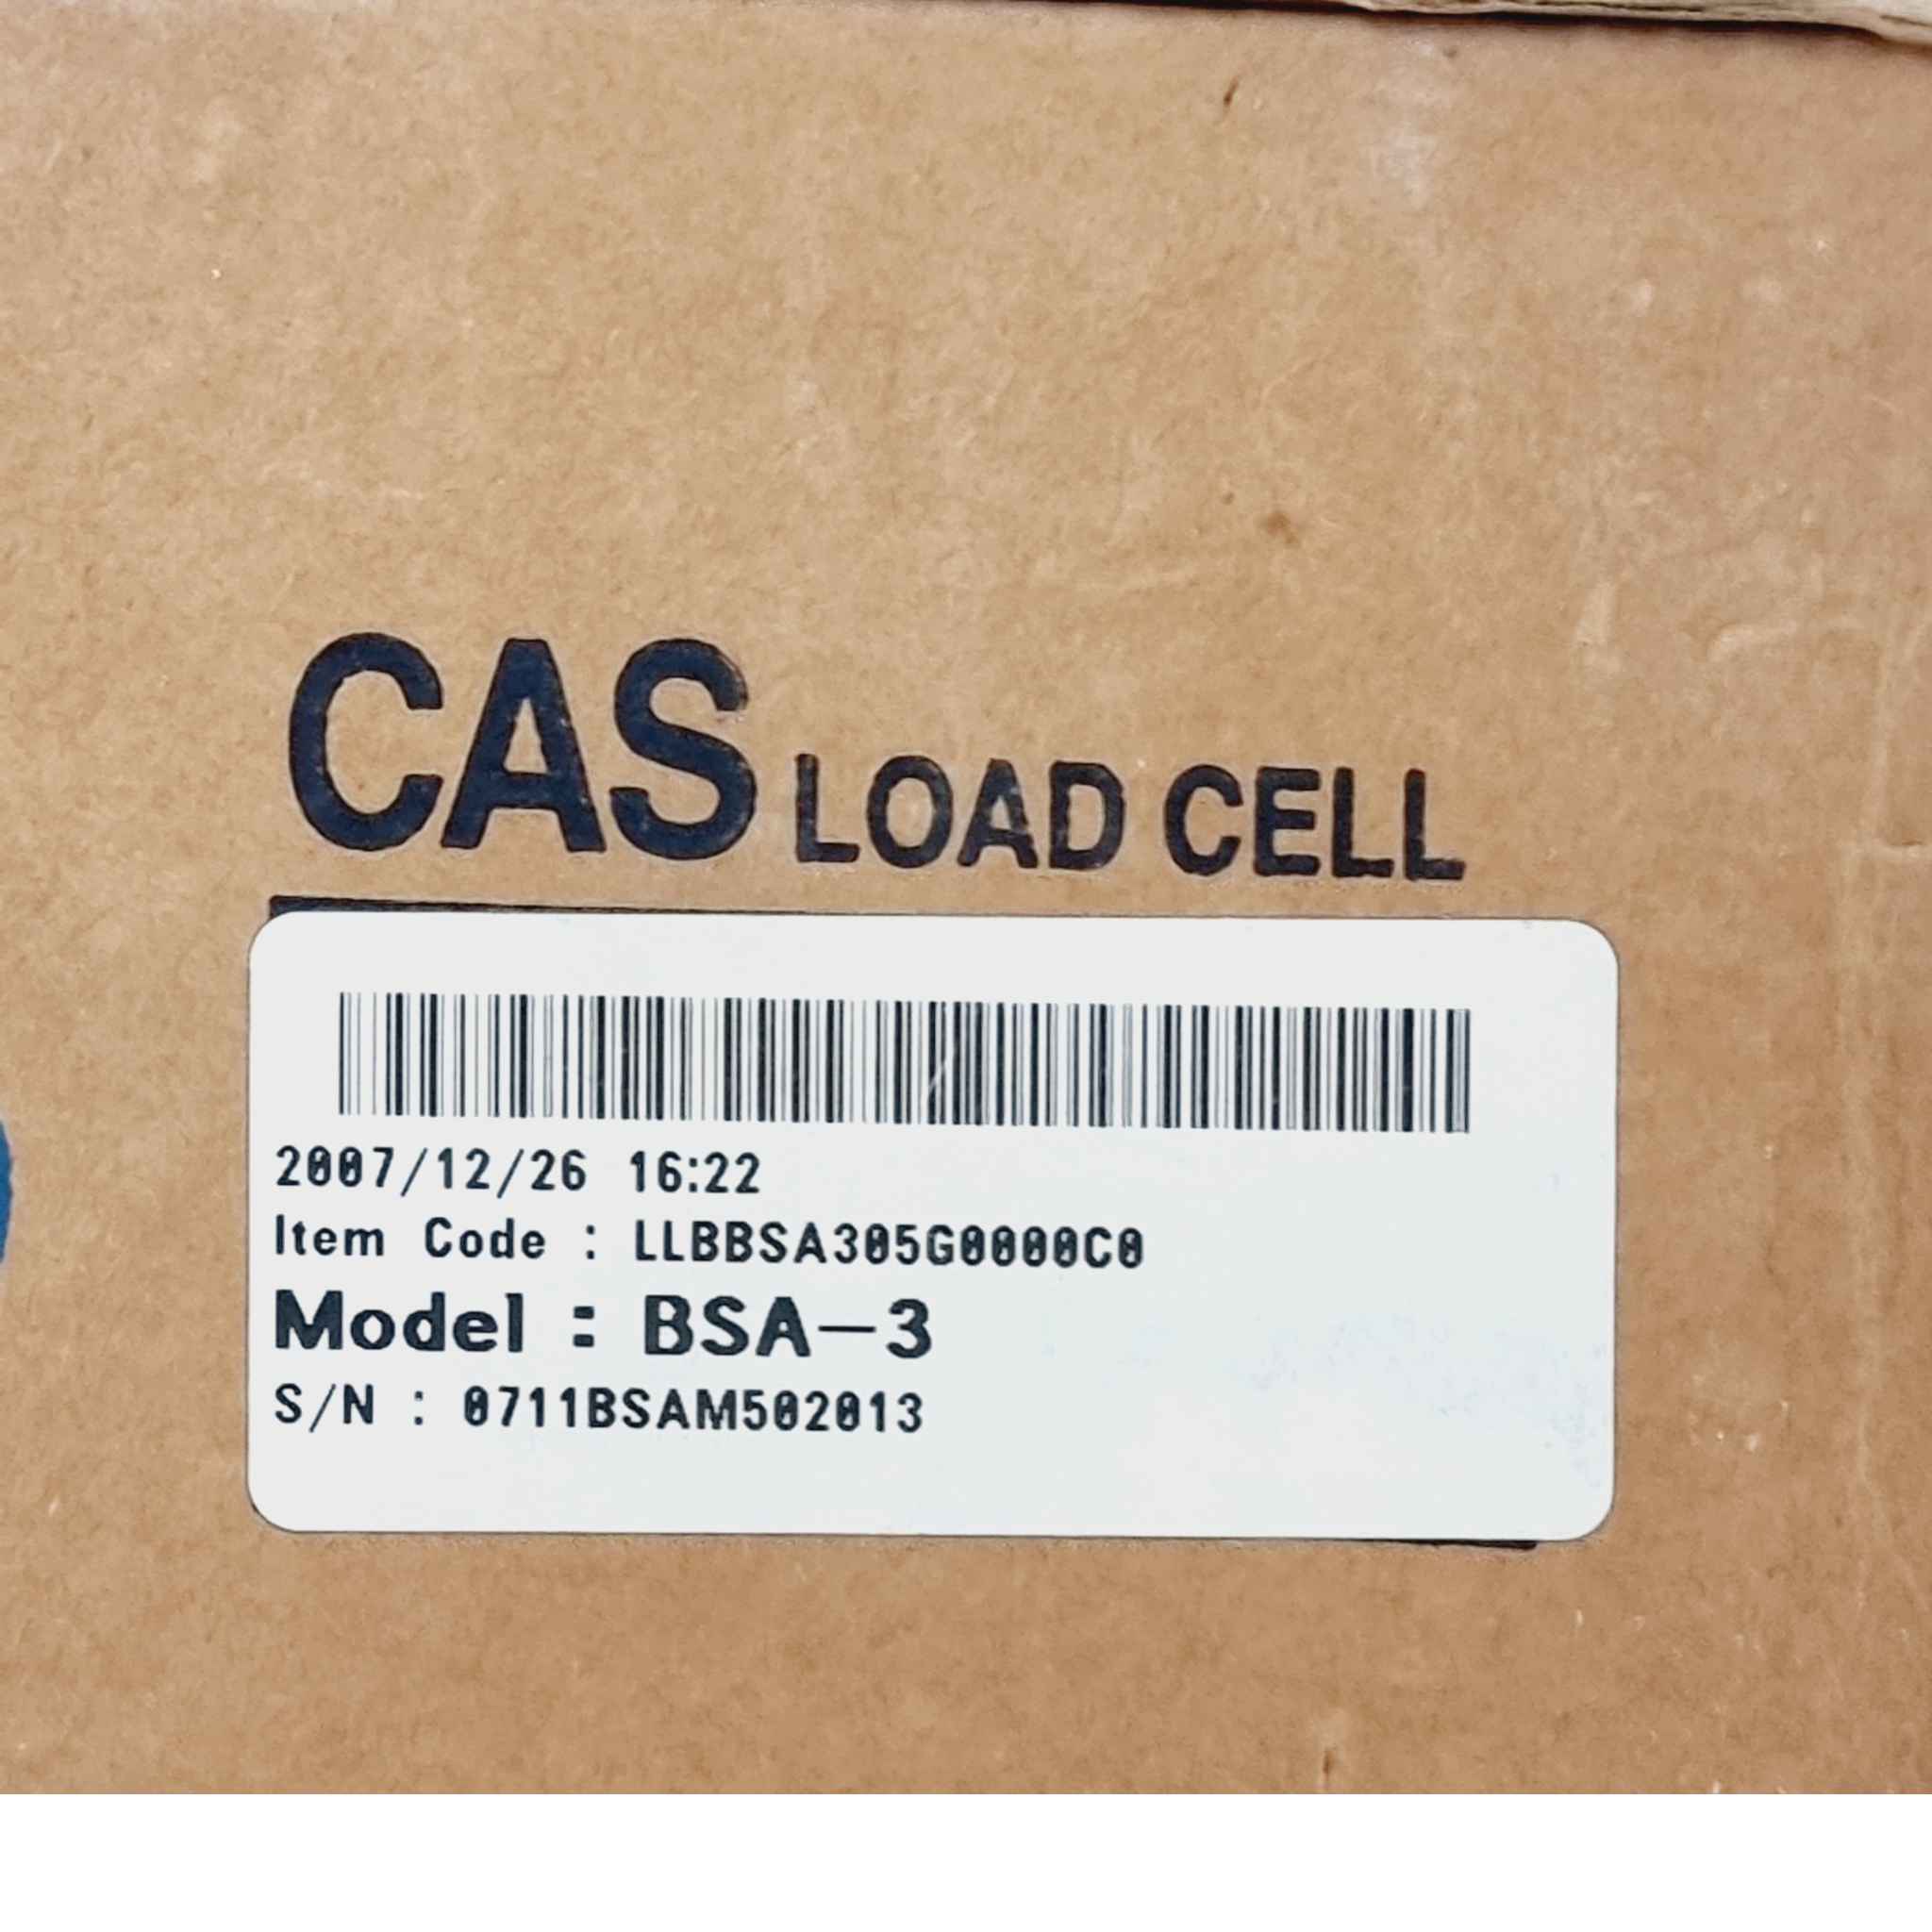 CAS LOAD CELL
2007/12/26 16:22
Item Code : LLBBSA305G0000C0
Model : BSA-3
S/N : 0711BSAM502013